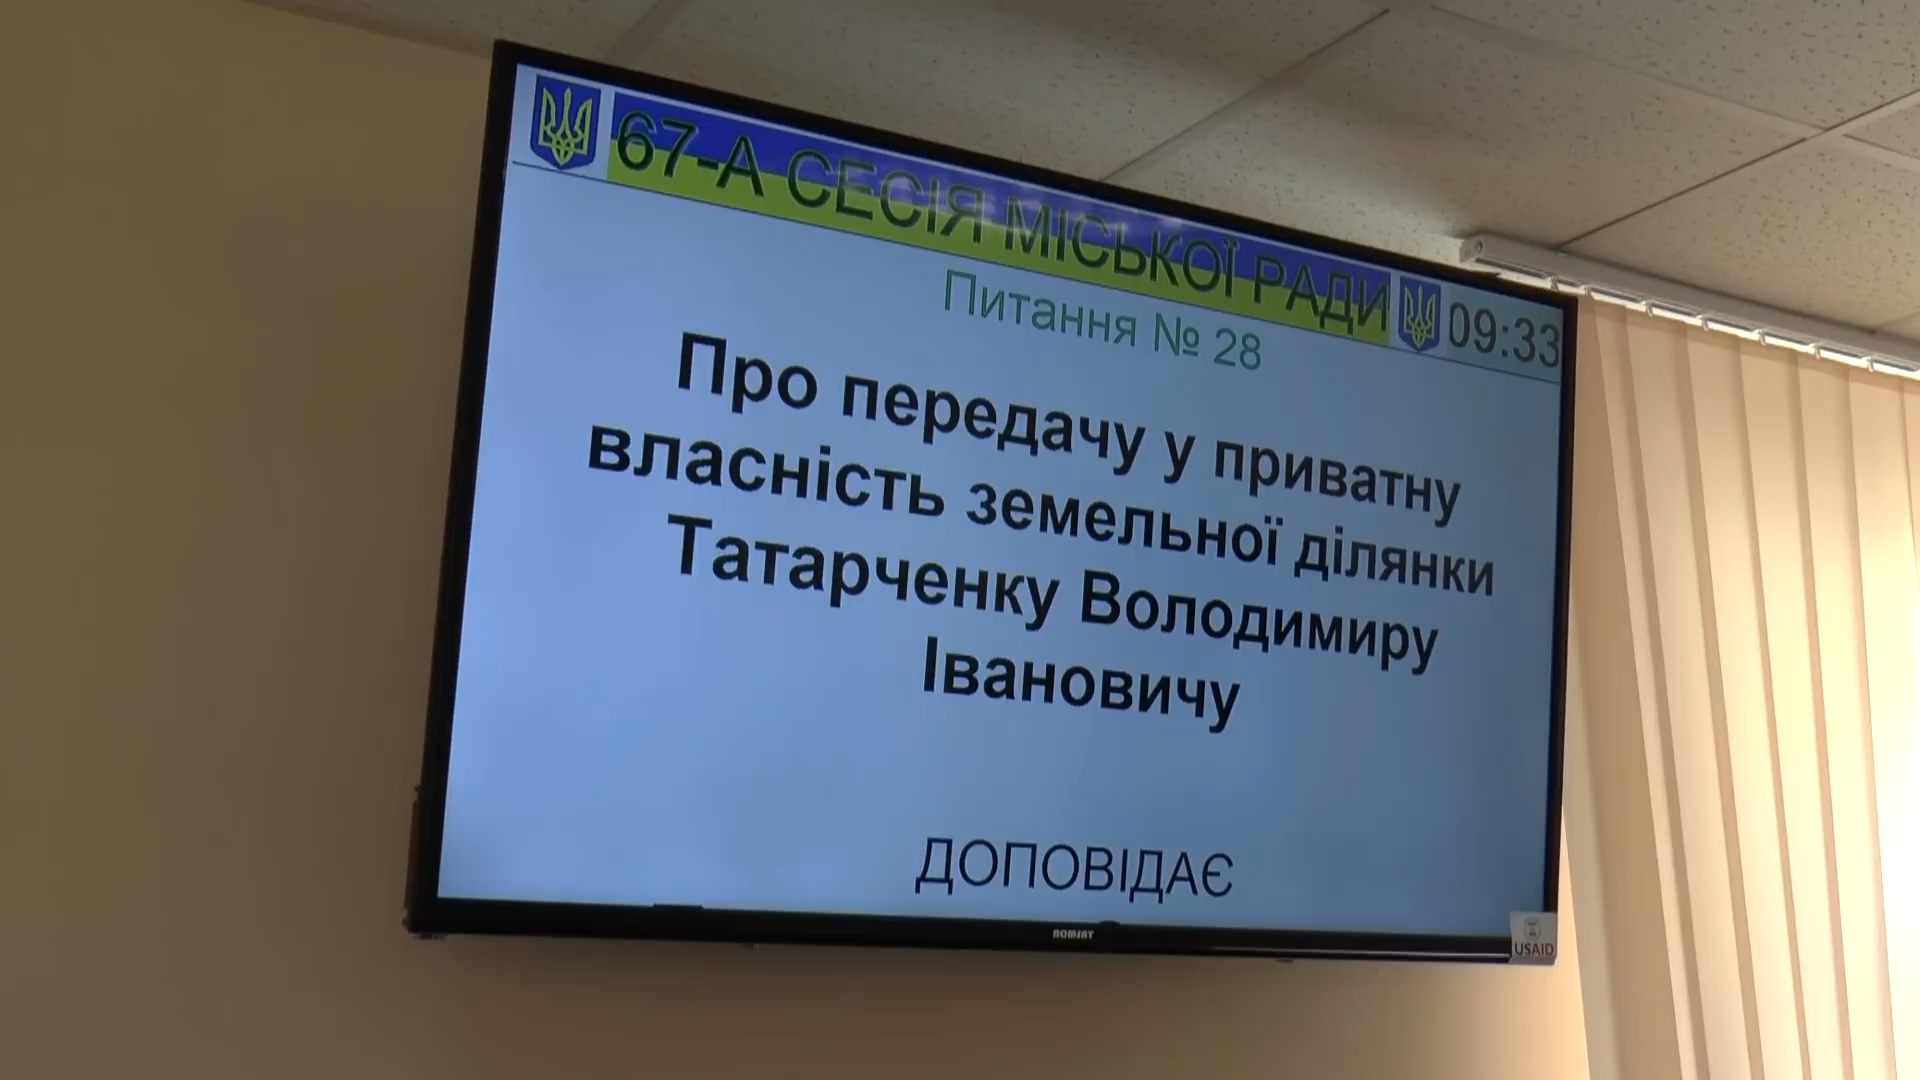 67-А СЕСІЯ МІСЬКОЇ РАДИ 09:33
Питання № 28
Про передачу у приватну
власність земельної ділянки
Татарченку Володимиру
Івановичу
ДОПОВІДАЄ
ROMSAT
USAID